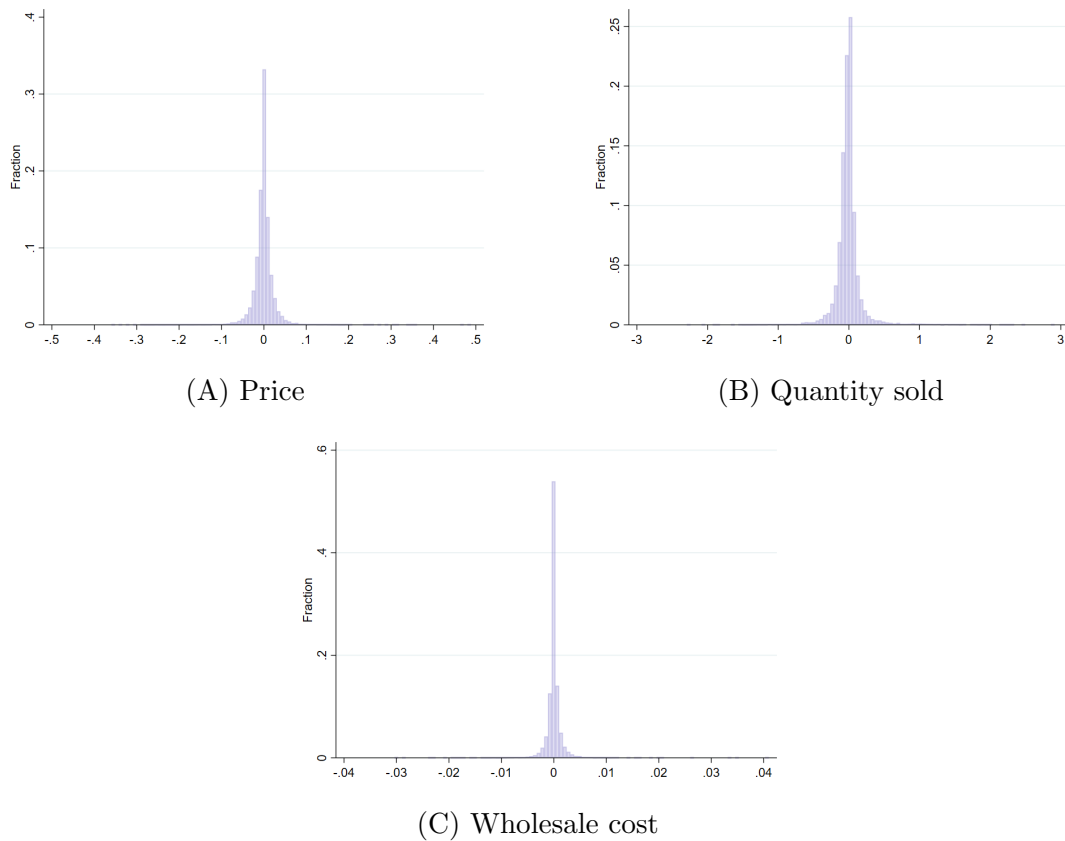 Fraction
0 .1 .2 .3 .4
-.5 -.4 -.3 -.2 -.1 0 .1 .2 .3 .4 .5
(A) Price
Fraction
0 .05 .1 .15 .2 .25
-3 -2 -1 0 1 2 3
(B) Quantity sold
Fraction
0 .2 .4 .6
-.04 -.03 -.02 -.01 0 .01 .02 .03 .04
(C) Wholesale cost